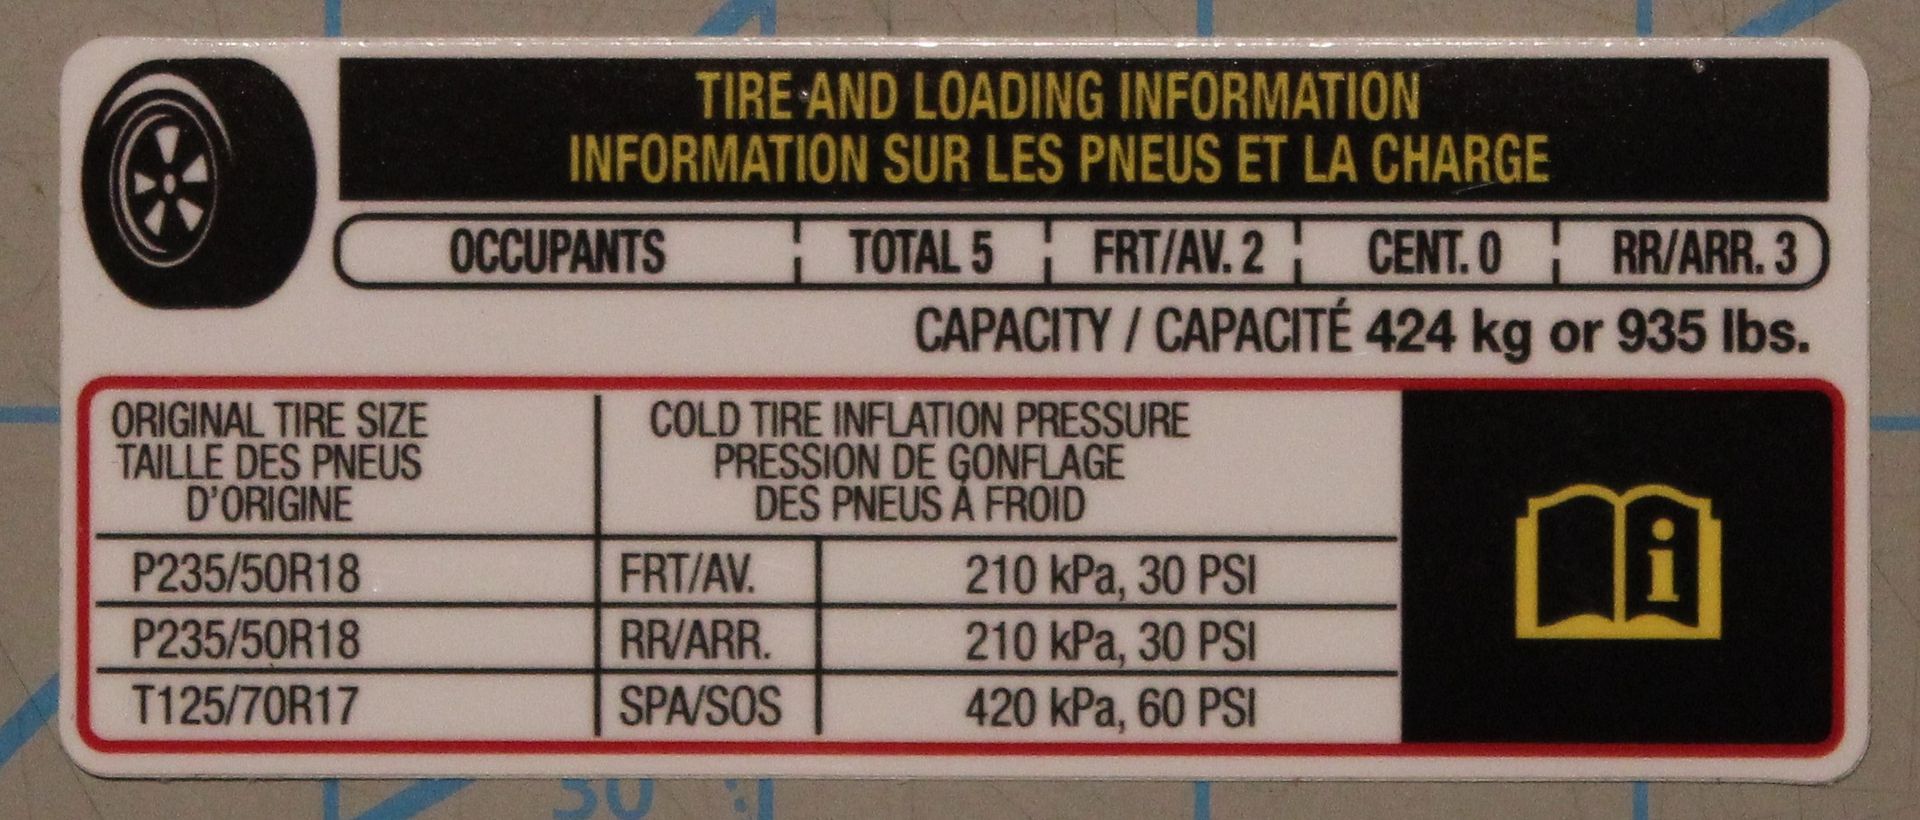 TIRE AND LOADING INFORMATION
INFORMATION SUR LES PNEUS ET LA CHARGE
OCCUPANTS TOTAL 5 FRT/AV. 2 CENT. 0 RR/ARR. 3
CAPACITY / CAPACITÉ 424 kg or 935 lbs.
ORIGINAL TIRE SIZE
TAILLE DES PNEUS
D'ORIGINE
COLD TIRE INFLATION PRESSURE
PRESSION DE GONFLAGE
DES PNEUS À FROID
P235/50R18 FRT/AV. 210 kPa, 30 PSI
P235/50R18 RR/ARR. 210 kPa, 30 PSI
T125/70R17 SPA/SOS 420 kPa, 60 PSI
i
30